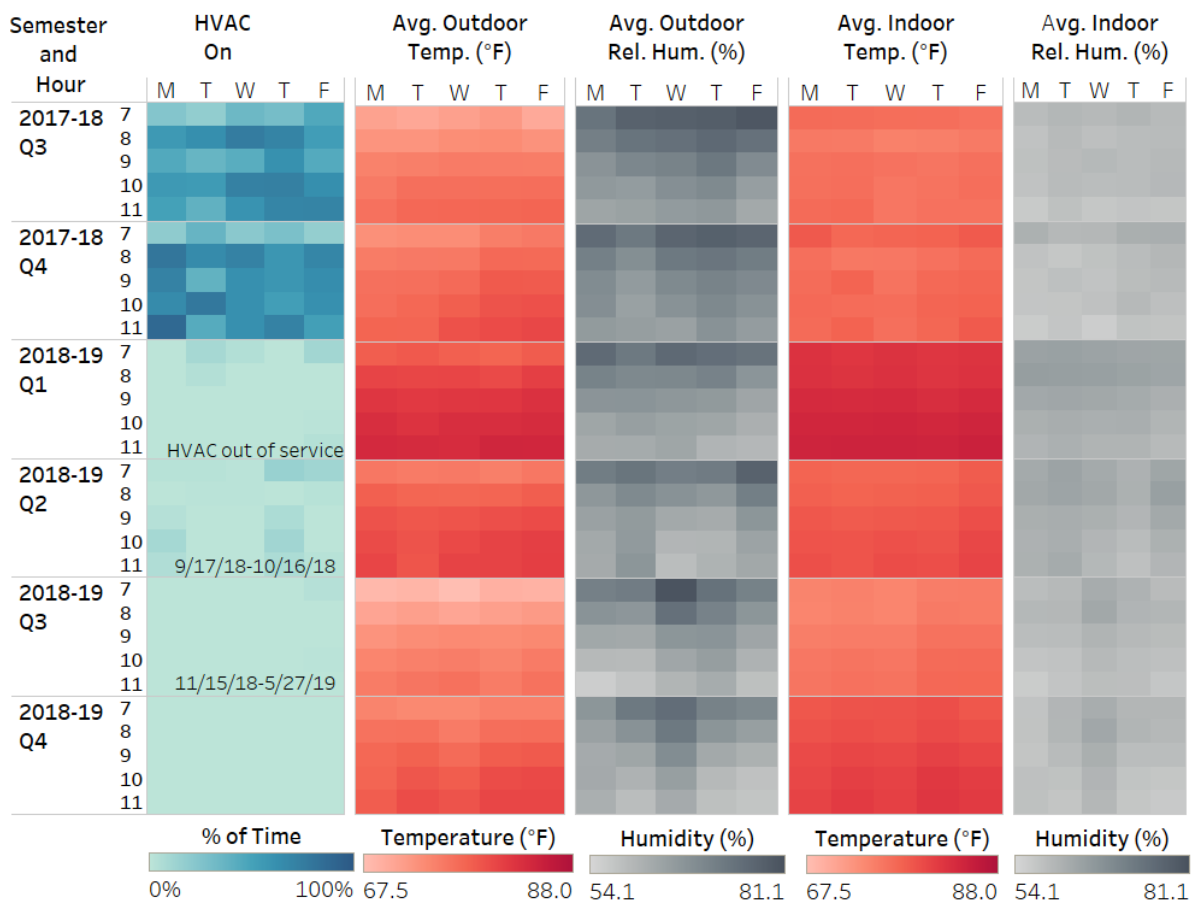 Semester and Hour
HVAC On
Avg. Outdoor Temp. (°F)
Avg. Outdoor Rel. Hum. (%)
Avg. Indoor Temp. (°F)
Avg. Indoor Rel. Hum. (%)
M T W T F
M T W T F
M T W T F
M T W T F
M T W T F
2017-18 Q3
7
8
9
10
11
2017-18 Q4
7
8
9
10
11
2018-19 Q1
7
8
9
10
11
HVAC out of service
2018-19 Q2
7
8
9
10
11
9/17/18-10/16/18
2018-19 Q3
7
8
9
10
11
11/15/18-5/27/19
2018-19 Q4
7
8
9
10
11
% of Time
0% 100%
Temperature (°F)
67.5 88.0
Humidity (%)
54.1 81.1
Temperature (°F)
67.5 88.0
Humidity (%)
54.1 81.1